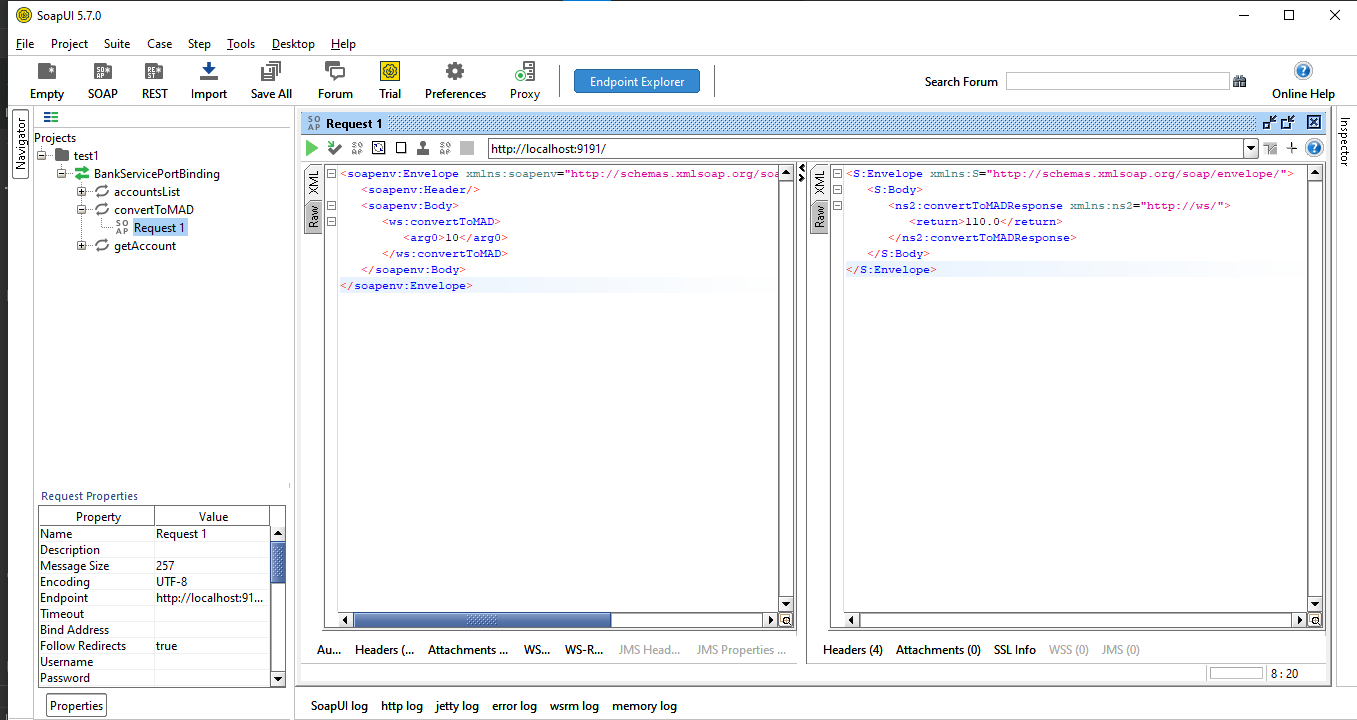 SoapUI 5.7.0
File Project Suite Case Step Tools Desktop Help
Empty SOAP REST Import Save All Forum Trial Preferences Proxy Endpoint Explorer Search Forum Online Help
Navigator
Projects
test1
BankServicePortBinding
accountsList
convertToMAD
SOAP Request 1
getAccount
Request Properties
Property Value
Name Request 1
Description
Message Size 257
Encoding UTF-8
Endpoint http://localhost:91...
Timeout
Bind Address
Follow Redirects true
Username
Password
Properties
SOAP Request 1
http://localhost:9191/
XML
Raw
<soapenv:Envelope xmlns:soapenv="http://schemas.xmlsoap.org/soa
<soapenv:Header/>
<soapenv:Body>
<ws:convertToMAD>
<arg0>10</arg0>
</ws:convertToMAD>
</soapenv:Body>
</soapenv:Envelope>
Au... Headers (... Attachments ... WS... WS-R... JMS Head... JMS Properties ...
XML
Raw
<S:Envelope xmlns:S="http://schemas.xmlsoap.org/soap/envelope/">
<S:Body>
<ns2:convertToMADResponse xmlns:ns2="http://ws/">
<return>110.0</return>
</ns2:convertToMADResponse>
</S:Body>
</S:Envelope>
Headers (4) Attachments (0) SSL Info WSS (0) JMS (0)
8 : 20
Inspector
SoapUI log http log jetty log error log wsrm log memory log